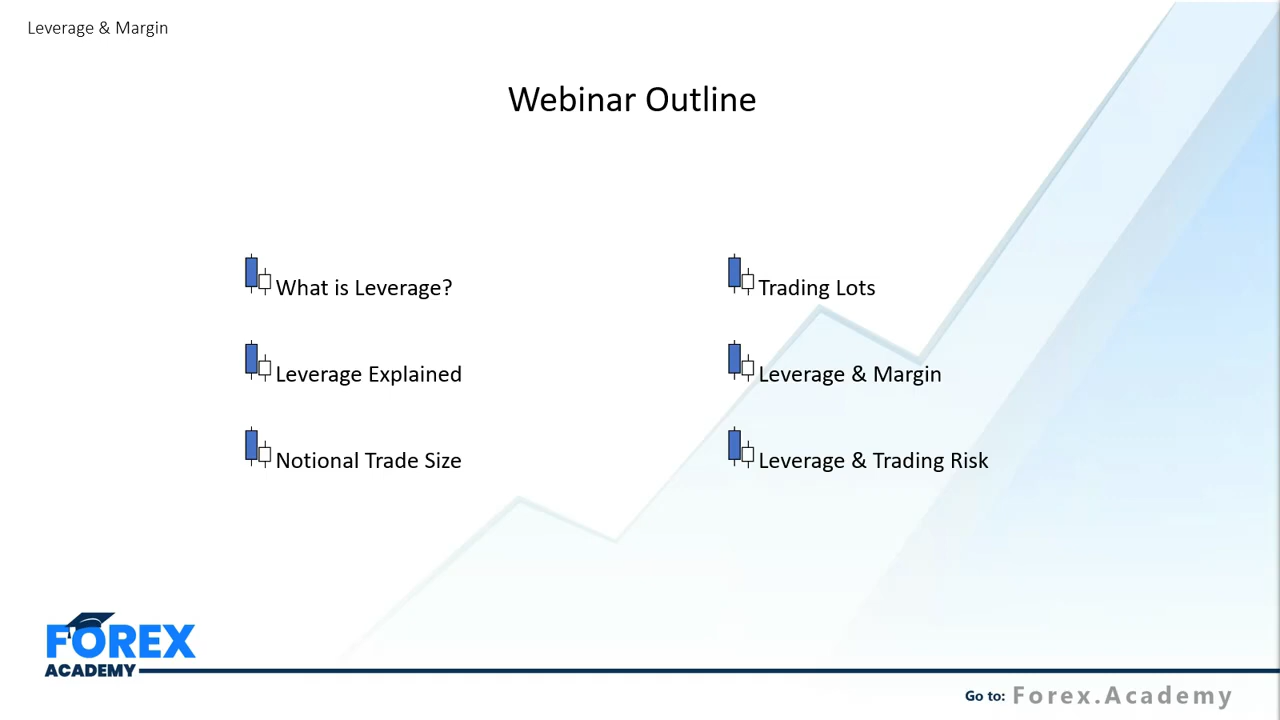 Leverage & Margin
Webinar Outline
What is Leverage?
Leverage Explained
Notional Trade Size
Trading Lots
Leverage & Margin
Leverage & Trading Risk
FOREX
ACADEMY
Go to: Forex.Academy